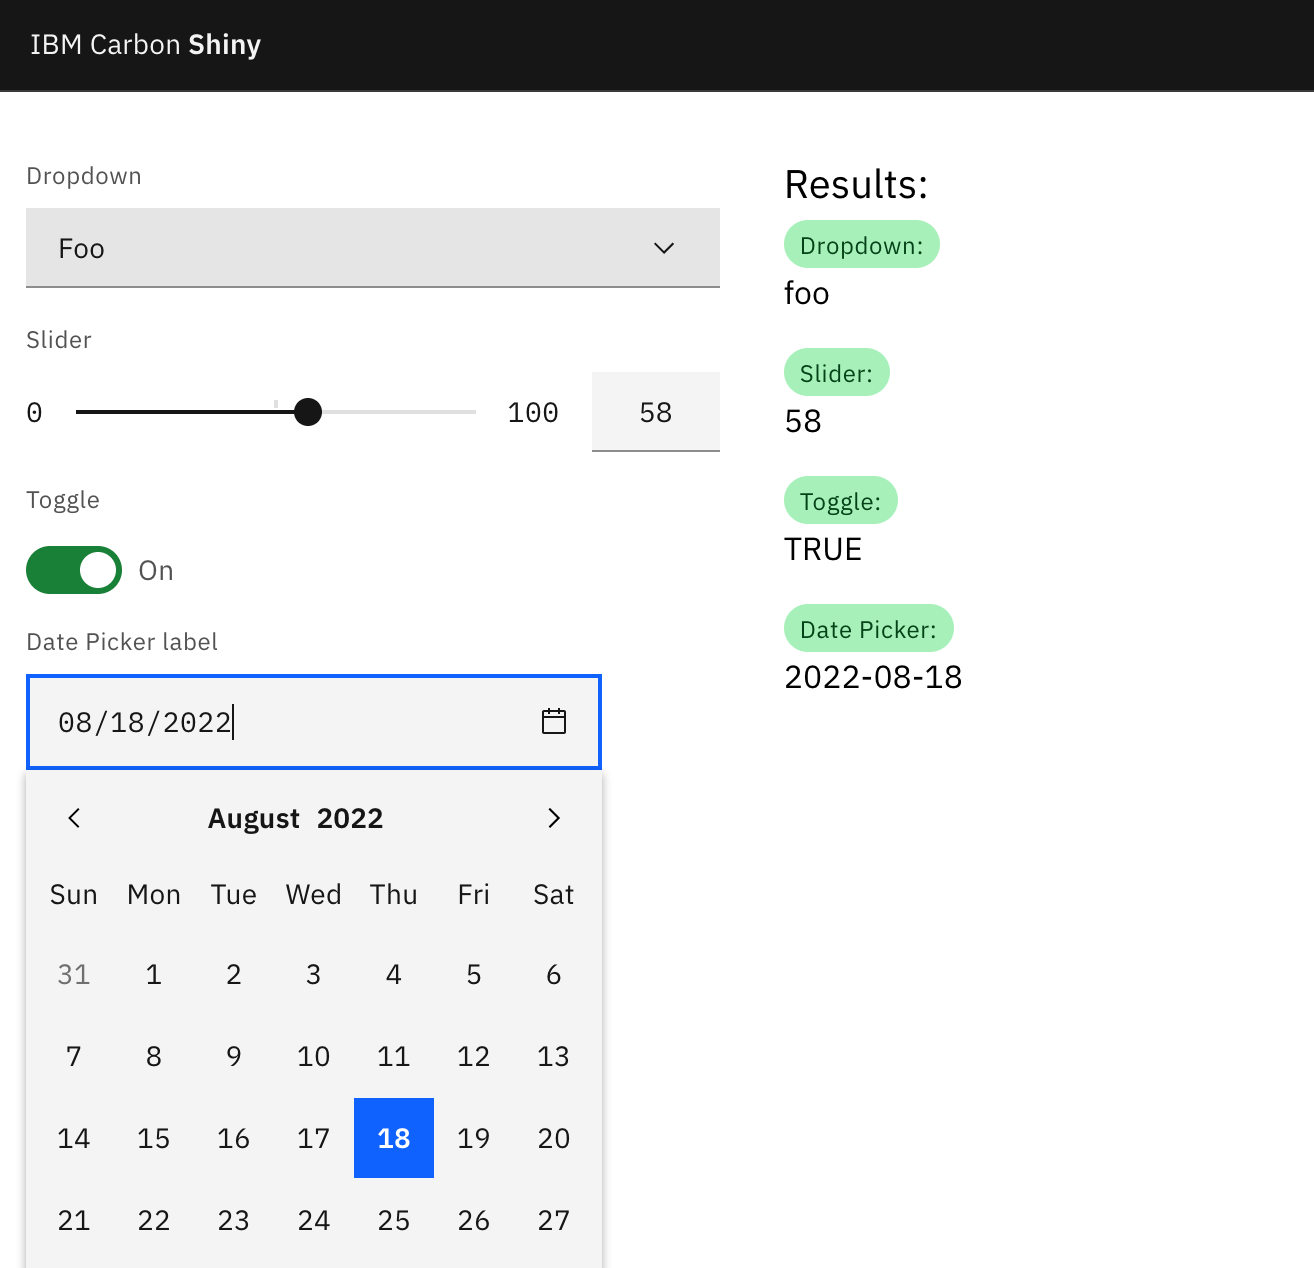 IBM Carbon Shiny
Dropdown
Foo
Slider
0 100 58
Toggle
On
Date Picker label
08/18/2022
August 2022
Sun Mon Tue Wed Thu Fri Sat
31 1 2 3 4 5 6
7 8 9 10 11 12 13
14 15 16 17 18 19 20
21 22 23 24 25 26 27
Results:
Dropdown:
foo
Slider:
58
Toggle:
TRUE
Date Picker:
2022-08-18